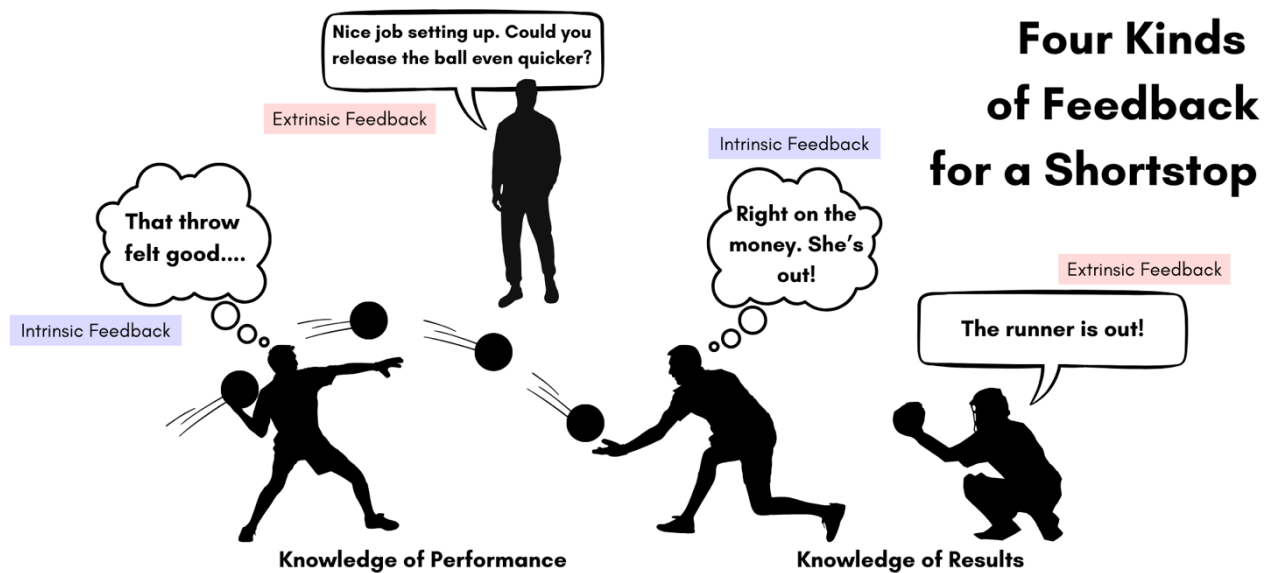 Four Kinds
of Feedback
for a Shortstop
Nice job setting up. Could you
release the ball even quicker?
Extrinsic Feedback
That throw
felt good....
Intrinsic Feedback
Intrinsic Feedback
Right on the
money. She’s
out!
Extrinsic Feedback
The runner is out!
Knowledge of Performance
Knowledge of Results